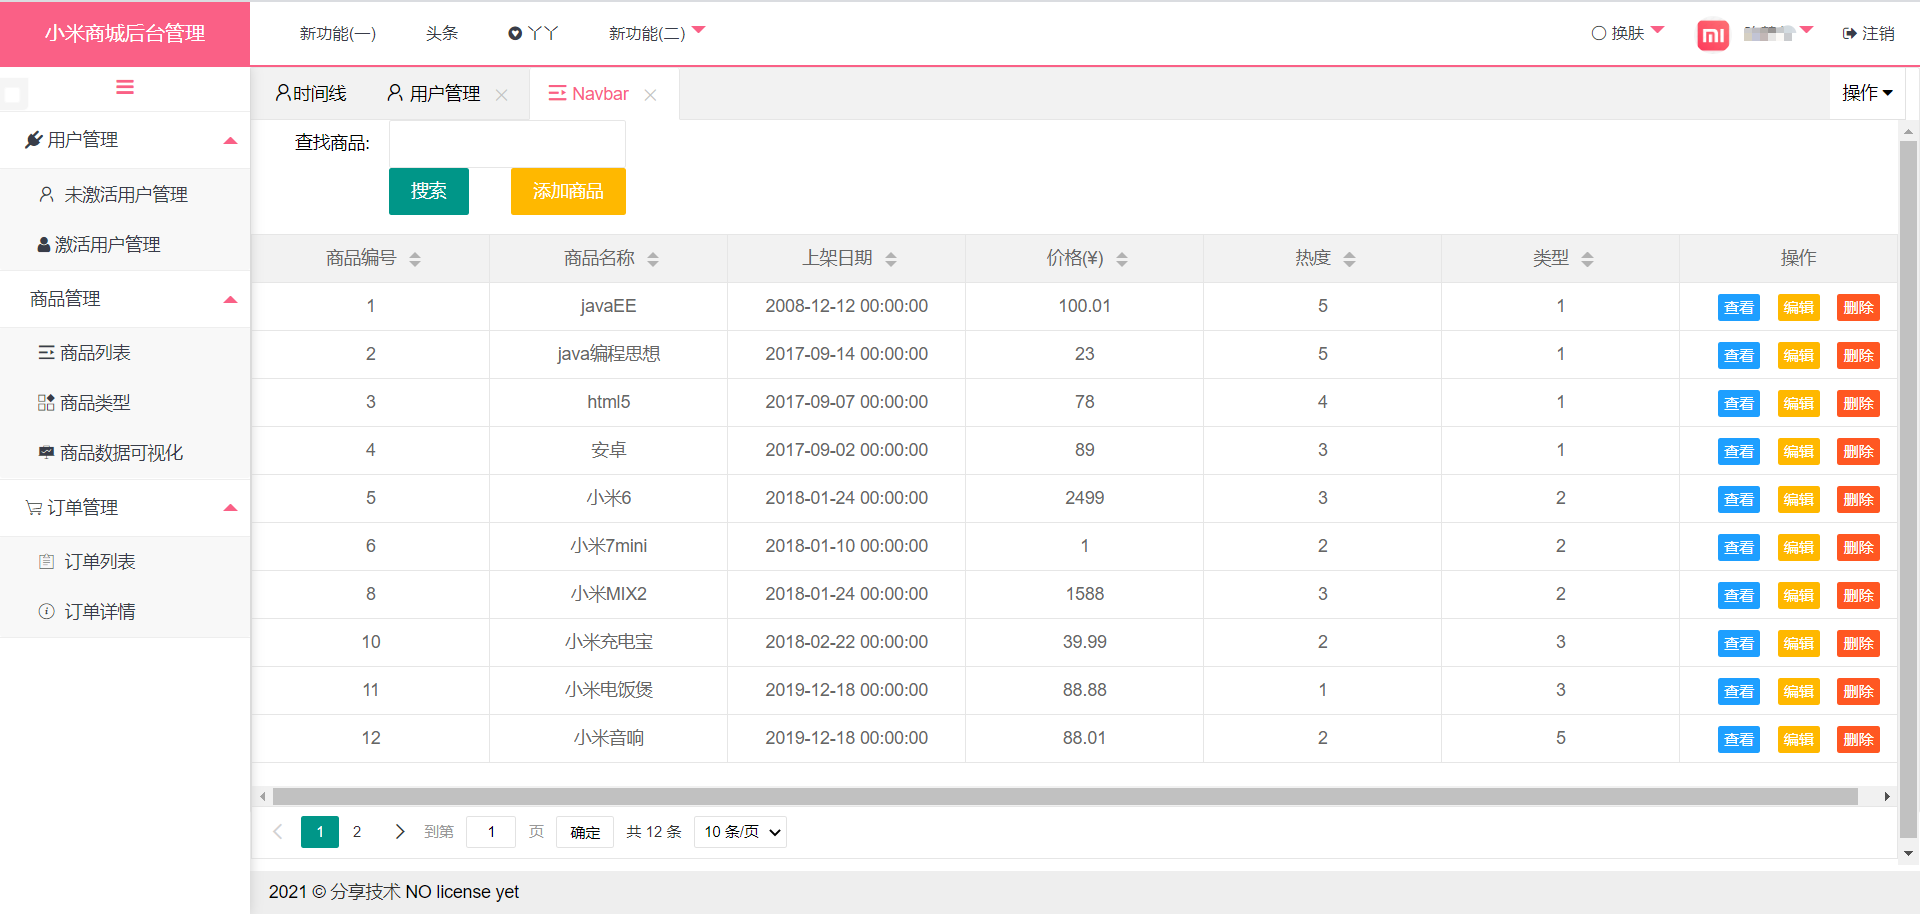 小米商城后台管理 新功能(一) 头条 丫丫 新功能(二) 换肤 mi 注销
时间线 用户管理 Navbar 操作
用户管理
未激活用户管理
激活用户管理
商品管理
商品列表
商品类型
商品数据可视化
订单管理
订单列表
订单详情
查找商品:
搜索 添加商品
商品编号 商品名称 上架日期 价格(¥) 热度 类型 操作
1 javaEE 2008-12-12 00:00:00 100.01 5 1 查看 编辑 删除
2 java编程思想 2017-09-14 00:00:00 23 5 1 查看 编辑 删除
3 html5 2017-09-07 00:00:00 78 4 1 查看 编辑 删除
4 安卓 2017-09-02 00:00:00 89 3 1 查看 编辑 删除
5 小米6 2018-01-24 00:00:00 2499 3 2 查看 编辑 删除
6 小米7mini 2018-01-10 00:00:00 1 2 2 查看 编辑 删除
8 小米MIX2 2018-01-24 00:00:00 1588 3 2 查看 编辑 删除
10 小米充电宝 2018-02-22 00:00:00 39.99 2 3 查看 编辑 删除
11 小米电饭煲 2019-12-18 00:00:00 88.88 1 3 查看 编辑 删除
12 小米音响 2019-12-18 00:00:00 88.01 2 5 查看 编辑 删除
1 2 到第 1 页 确定 共 12 条 10 条/页
2021 © 分享技术 NO license yet